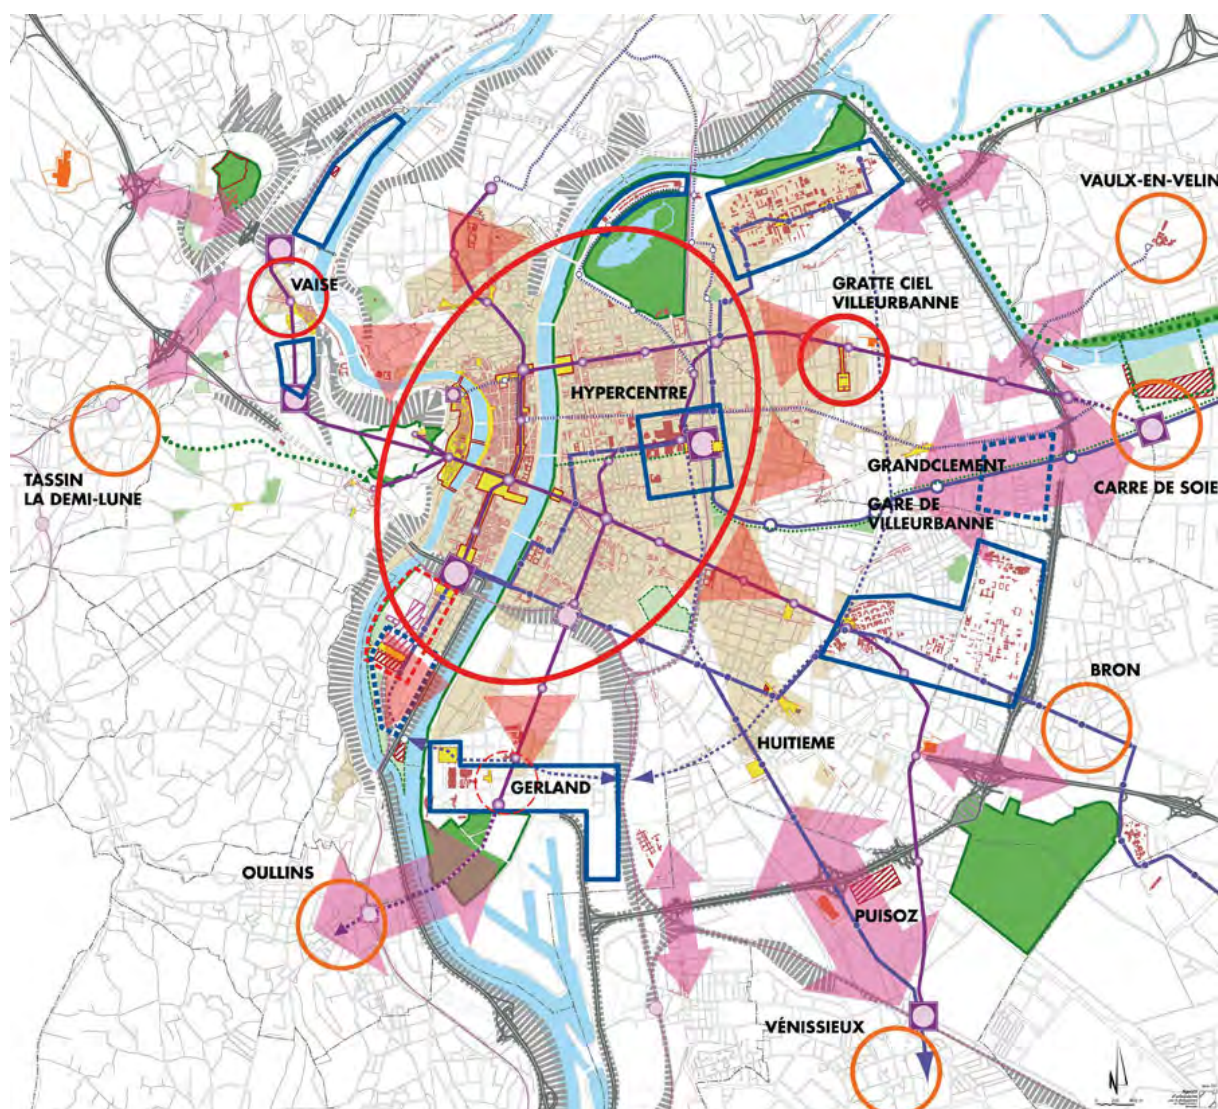 VAULX-EN-VELIN
VAISE
GRATTE CIEL
VILLEURBANNE
HYPERCENTRE
TASSIN
LA DEMI-LUNE
GRANDCLEMENT
CARRE DE SOIE
GARE DE
VILLEURBANNE
BRON
HUITIEME
GERLAND
OULLINS
PUISOZ
VÉNISSIEUX